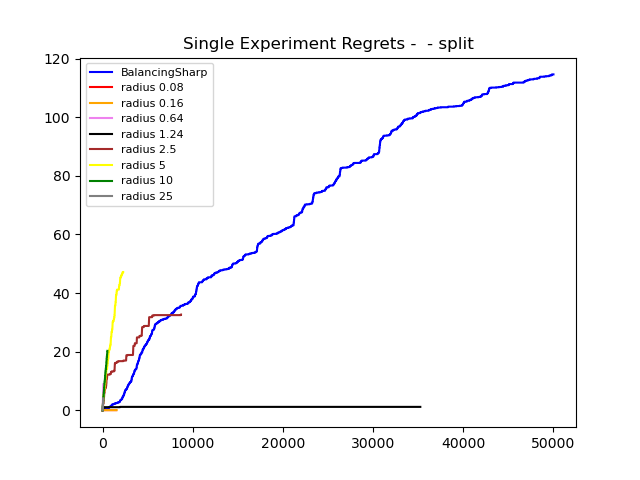 Single Experiment Regrets -  - split
120
100
80
60
40
20
0
BalancingSharp
radius 0.08
radius 0.16
radius 0.64
radius 1.24
radius 2.5
radius 5
radius 10
radius 25
0 10000 20000 30000 40000 50000